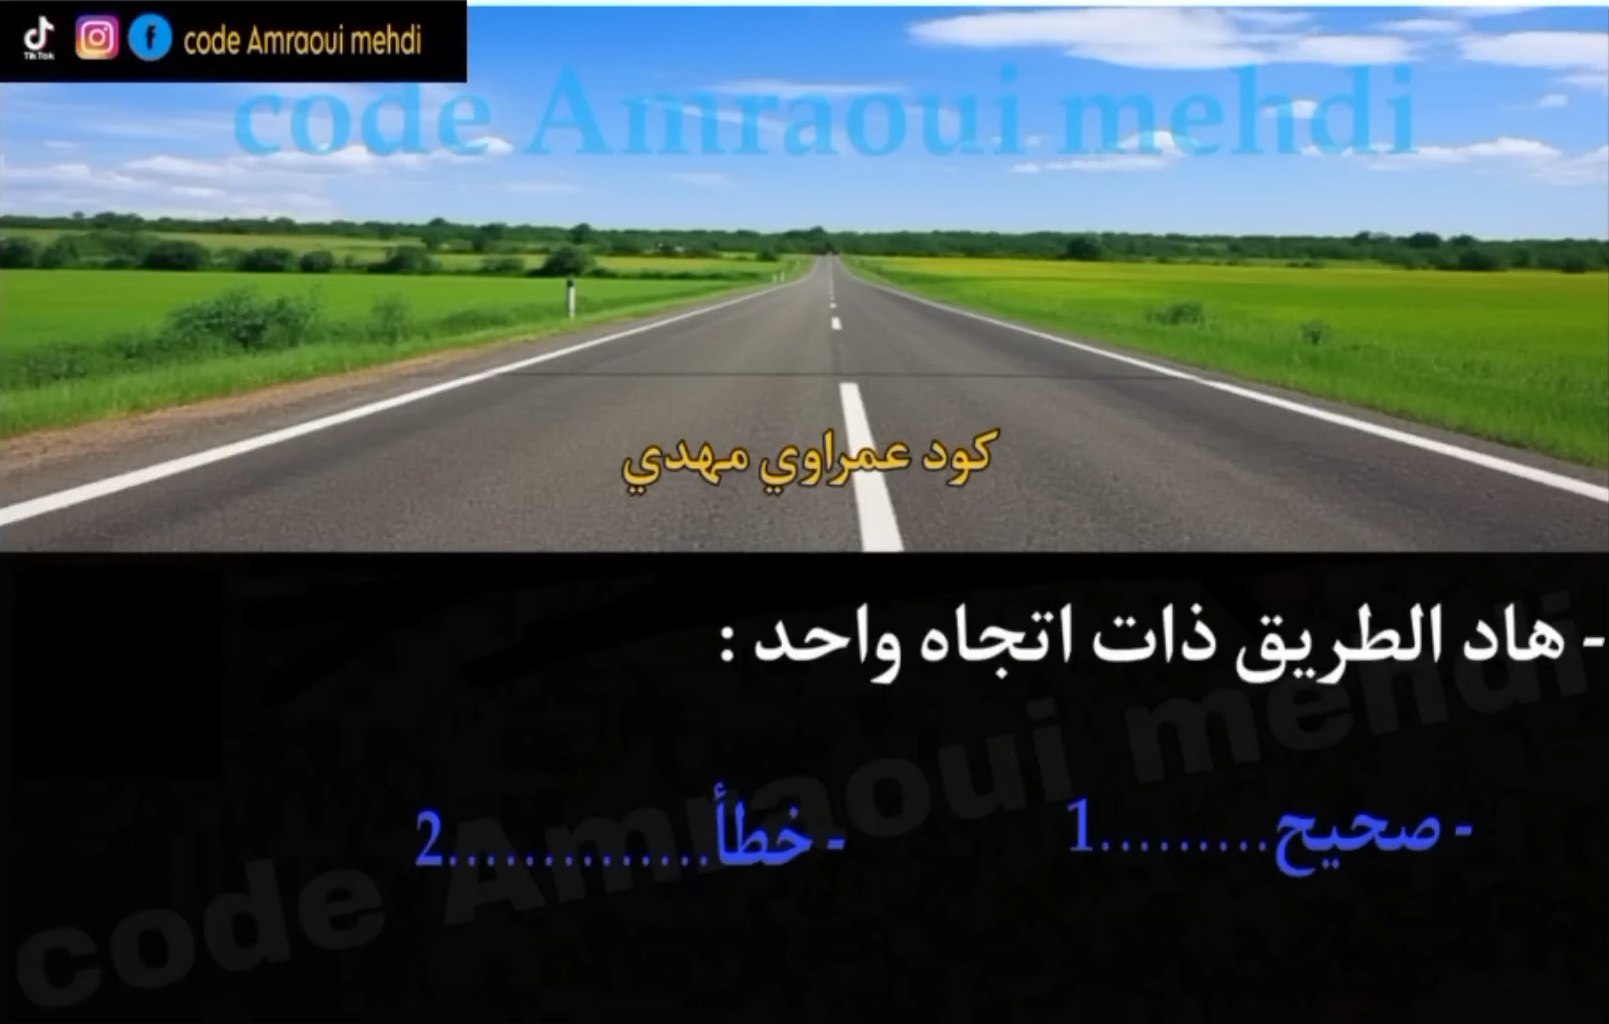 TikTok
code Amraoui mehdi
code Amraoui mehdi
كود عمراوي مهدي
- هاد الطريق ذات اتجاه واحد :
- صحيح.........1
- خطأ..............2
code Amraoui mehdi